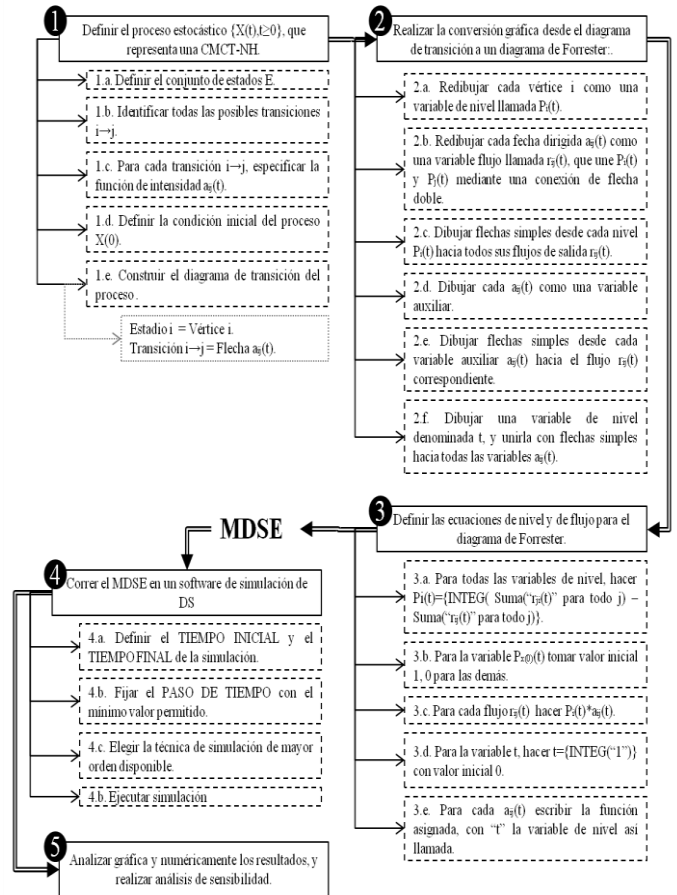 1
Definir el proceso estocástico {X(t),t≥0}, que
representa una CMCT-NH.
1.a. Definir el conjunto de estados E.
1.b. Identificar todas las posibles transiciones
i→j.
1.c. Para cada transición i→j, especificar la
función de intensidad aij(t).
1.d. Definir la condición inicial del proceso
X(0).
1.e. Construir el diagrama de transición del
proceso .
Estadio i = Vértice i.
Transición i→j = Flecha aij(t).
2
Realizar la conversión gráfica desde el diagrama
de transición a un diagrama de Forrester:.
2.a. Redibujar cada vértice i como una
variable de nivel llamada Pi(t).
2.b. Redibujar cada fecha dirigida aij(t) como
una variable flujo llamada rij(t), que une Pi(t)
y Pj(t) mediante una conexión de flecha
doble.
2.c. Dibujar flechas simples desde cada nivel
Pi(t) hacia todos sus flujos de salida rij(t).
2.d. Dibujar cada aij(t) como una variable
auxiliar.
2.e. Dibujar flechas simples desde cada
variable auxiliar aij(t) hacia el flujo rij(t)
correspondiente.
2.f. Dibujar una variable de nivel
denominada t, y unirla con flechas simples
hacia todas las variables aij(t).
3
Definir las ecuaciones de nivel y de flujo para el
diagrama de Forrester.
3.a. Para todas las variables de nivel, hacer
Pi(t)={INTEG( Suma(“rji(t)” para todo j) –
Suma(“rij(t)” para todo j)}.
3.b. Para la variable PX(0)(t) tomar valor inicial
1, 0 para las demás.
3.c. Para cada flujo rij(t) hacer Pi(t)*aij(t).
3.d. Para la variable t, hacer t={INTEG(“1”)}
con valor inicial 0.
3.e. Para cada aij(t) escribir la función
asignada, con “t” la variable de nivel asi
llamada.
MDSE
4
Correr el MDSE en un software de simulación de
DS
4.a. Definir el TIEMPO INICIAL y el
TIEMPO FINAL de la simulación.
4.b. Fijar el PASO DE TIEMPO con el
mínimo valor permitido.
4.c. Elegir la técnica de simulación de mayor
orden disponible.
4.b. Ejecutar simulación
5
Analizar gráfica y numéricamente los resultados, y
realizar análisis de sensibilidad.